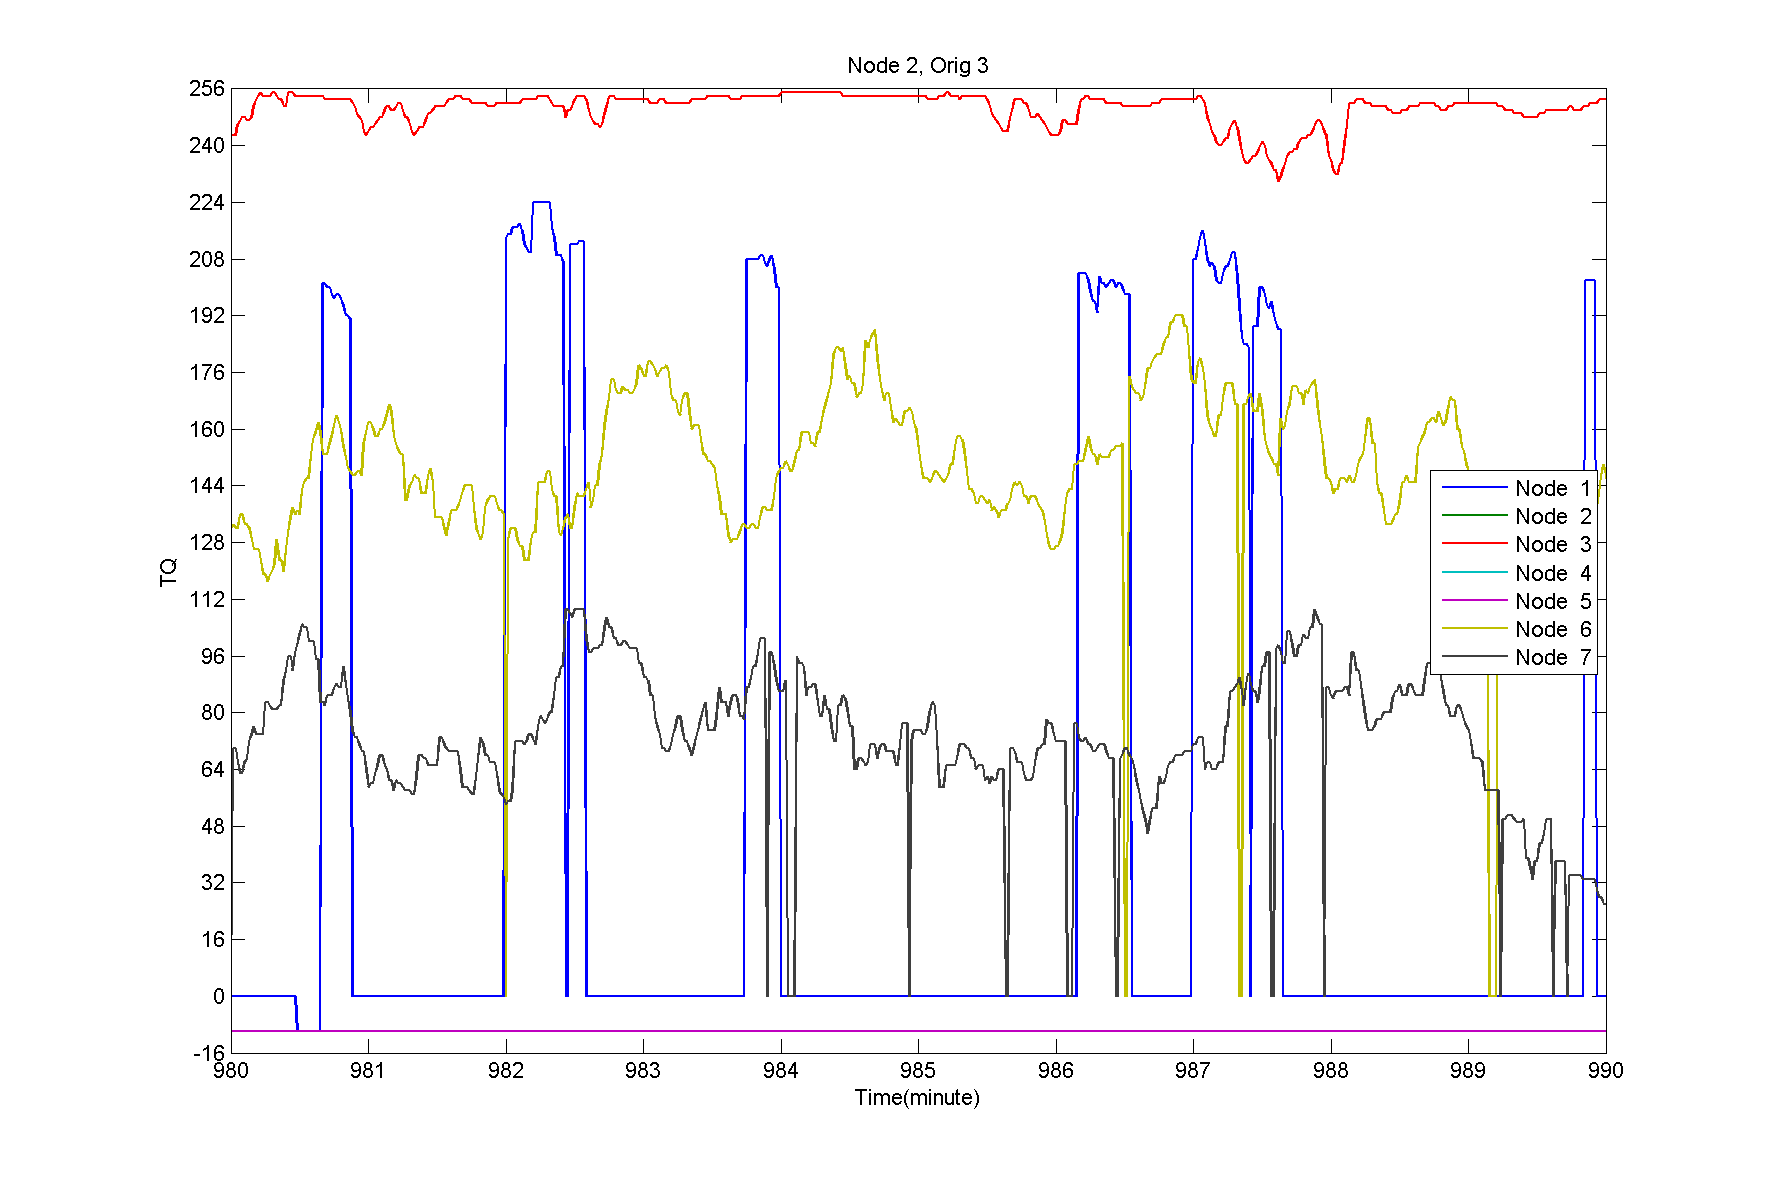 Node 2, Orig 3
256
240
224
208
192
176
160
144
128
112
96
80
64
48
32
16
0
-16
TQ
Node 1
Node 2
Node 3
Node 4
Node 5
Node 6
Node 7
980 981 982 983 984 985 986 987 988 989 990
Time(minute)